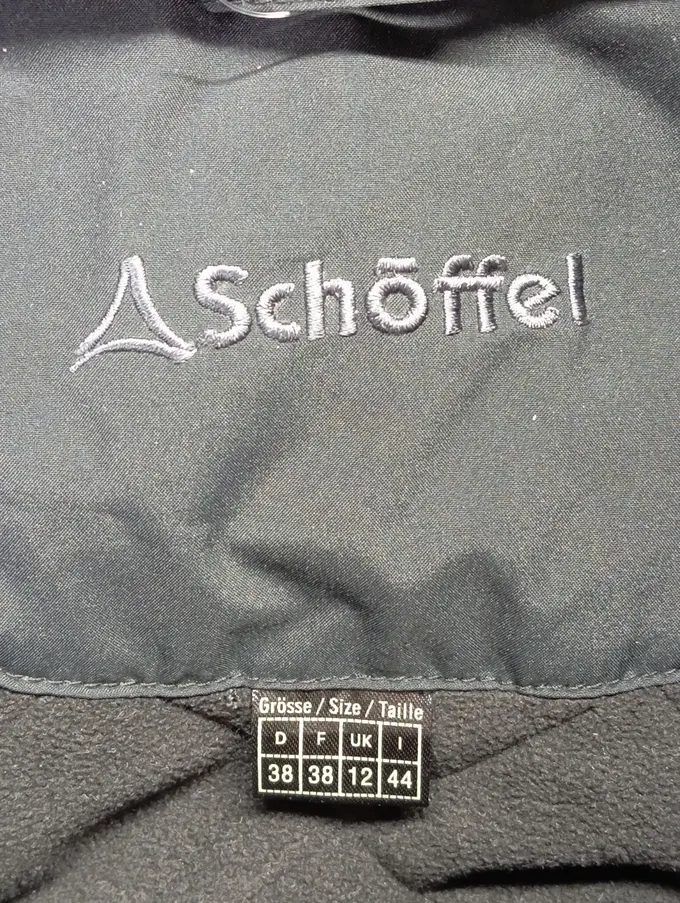 Schöffel
Grösse / Size / Taille
D F UK I
38 38 12 44